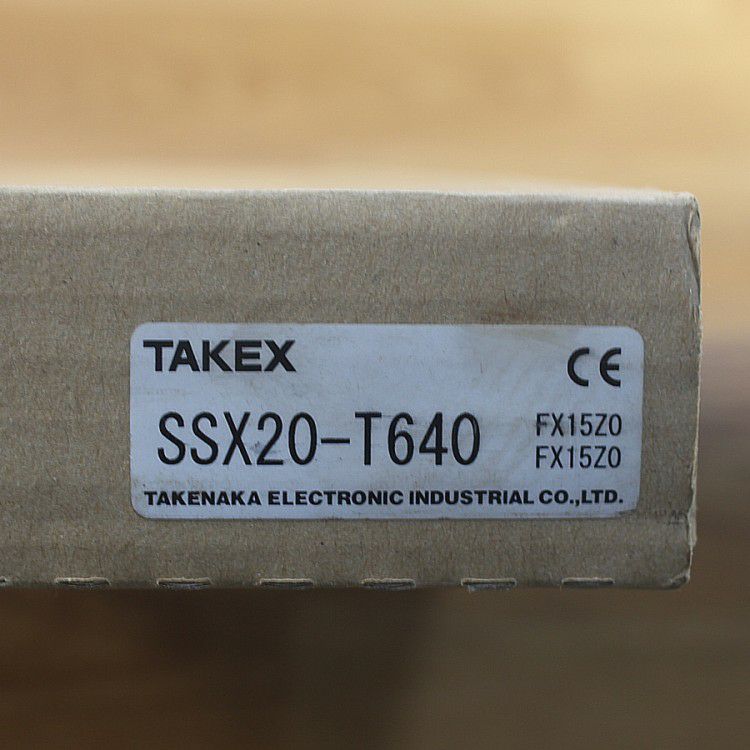 TAKEX
CE
SSX20-T640
FX15Z0
FX15Z0
TAKENAKA ELECTRONIC INDUSTRIAL CO.,LTD.